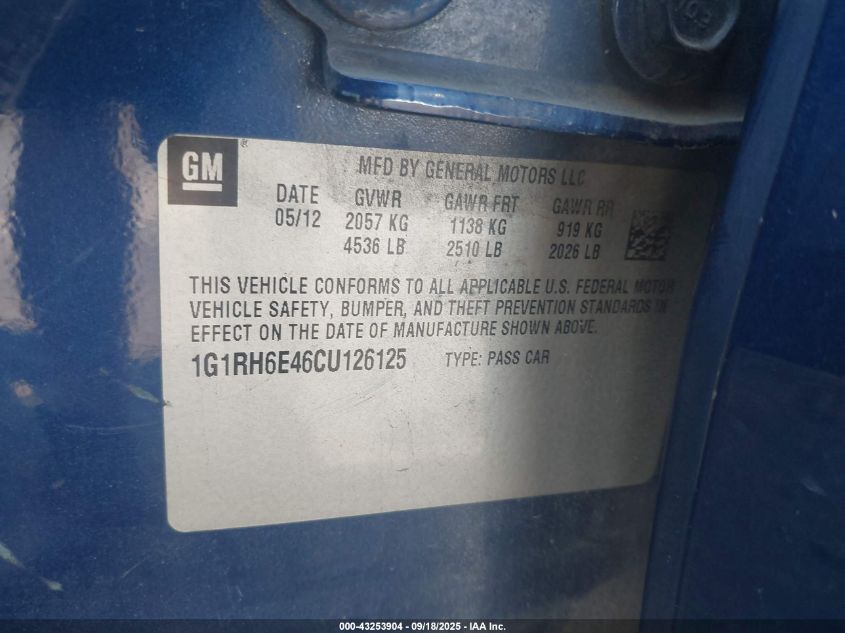 GM
®
MFD BY GENERAL MOTORS LLC
DATE GVWR GAWR FRT GAWR RR
05/12 2057 KG 1138 KG 919 KG
4536 LB 2510 LB 2026 LB
THIS VEHICLE CONFORMS TO ALL APPLICABLE U.S. FEDERAL MOTOR
VEHICLE SAFETY, BUMPER, AND THEFT PREVENTION STANDARDS IN
EFFECT ON THE DATE OF MANUFACTURE SHOWN ABOVE.
1G1RH6E46CU126125 TYPE: PASS CAR
000-43253904 - 09/18/2025 - IAA Inc.